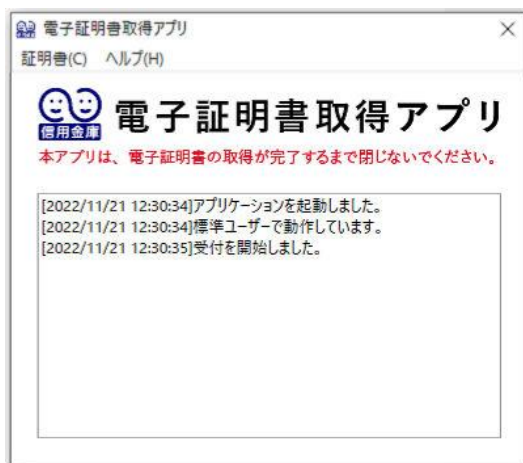 電子証明書取得アプリ
証明書(C) ヘルプ(H)
信用金庫
電子証明書取得アプリ
本アプリは、電子証明書の取得が完了するまで閉じないでください。
[2022/11/21 12:30:34]アプリケーションを起動しました。
[2022/11/21 12:30:34]標準ユーザーで動作しています。
[2022/11/21 12:30:35]受付を開始しました。